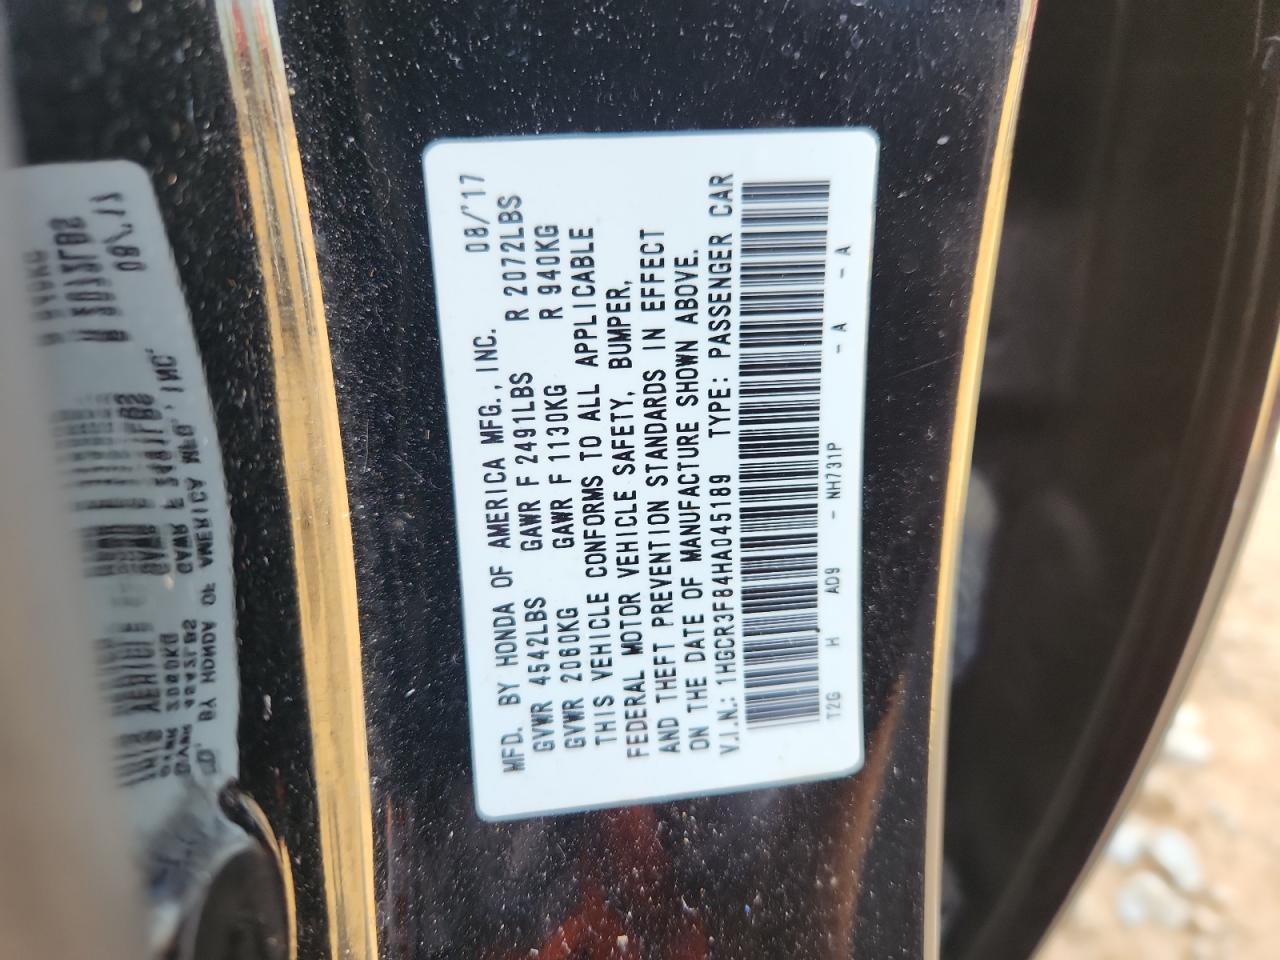 MFD. BY HONDA OF AMERICA MFG., INC. 08/'17
GVWR 4542LBS GAWR F 2491LBS R 2072LBS
GVWR 2060KG GAWR F 1130KG R 940KG
THIS VEHICLE CONFORMS TO ALL APPLICABLE
FEDERAL MOTOR VEHICLE SAFETY, BUMPER,
AND THEFT PREVENTION STANDARDS IN EFFECT
ON THE DATE OF MANUFACTURE SHOWN ABOVE.
V.I.N.: 1HGCR3F84HA045189 TYPE: PASSENGER CAR
T2G H AD9 - NH731P - A - A